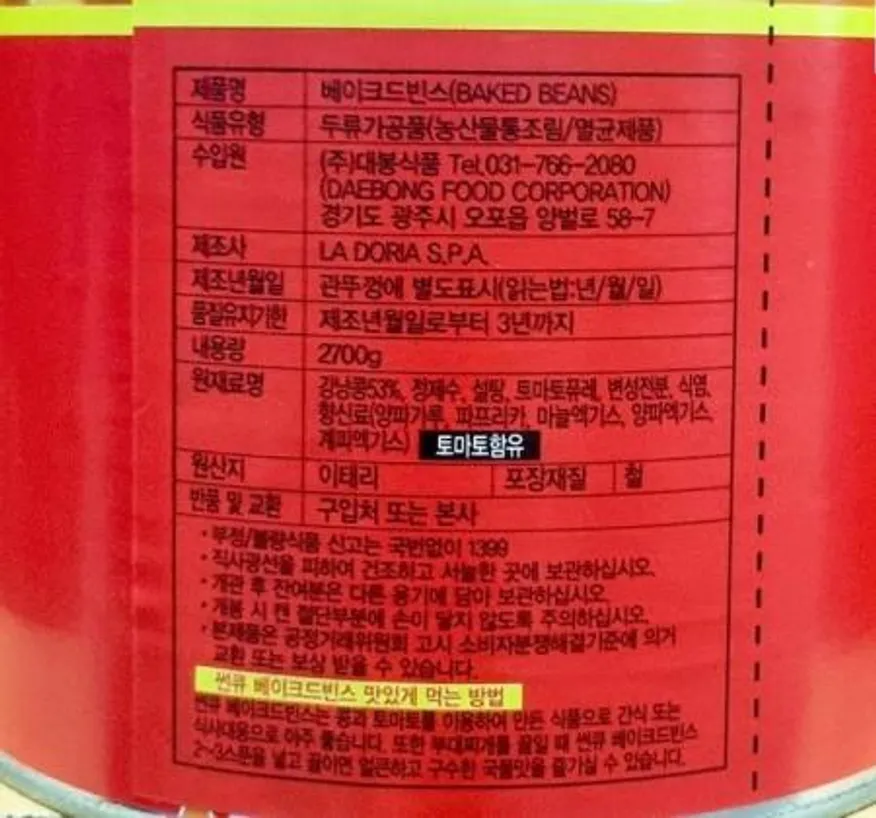 제품명 베이크드빈스(BAKED BEANS)
식품유형 두류가공품(농산물통조림/멸균제품)
수입원 (주)대봉식품 Tel.031-766-2080
(DAEBONG FOOD CORPORATION)
경기도 광주시 오포읍 양벌로 58-7
제조사 LA DORIA S.P.A.
제조년월일 관뚜껑에 별도표시(읽는법:년/월/일)
품질유지기한 제조년월일로부터 3년까지
내용량 2700g
원재료명 강낭콩53%, 정제수, 설탕, 토마토퓨레, 변성전분, 식염,
향신료(양파가루, 파프리카, 마늘엑기스, 양파엑기스,
계피엑기스) 토마토함유
원산지 이태리 포장재질 철
반품 및 교환 구입처 또는 본사
· 부정/불량식품 신고는 국번없이 1399
· 직사광선을 피하여 건조하고 서늘한 곳에 보관하십시오.
· 개관 후 잔여분은 다른 용기에 담아 보관하십시오.
· 개봉 시 캔 절단부분에 손이 닿지 않도록 주의하십시오.
· 본제품은 공정거래위원회 고시 소비자분쟁해결기준에 의거
교환 또는 보상 받을 수 있습니다.
썬큐 베이크드빈스 맛있게 먹는 방법
썬큐 베이크드빈스는 콩과 토마토를 이용하여 만든 식품으로 간식 또는
식사대용으로 아주 좋습니다. 또한 부대찌개를 끓일 때 썬큐 베이크드빈스
2~3스푼을 넣고 끓이면 얼큰하고 구수한 국물맛을 즐기실 수 있습니다.